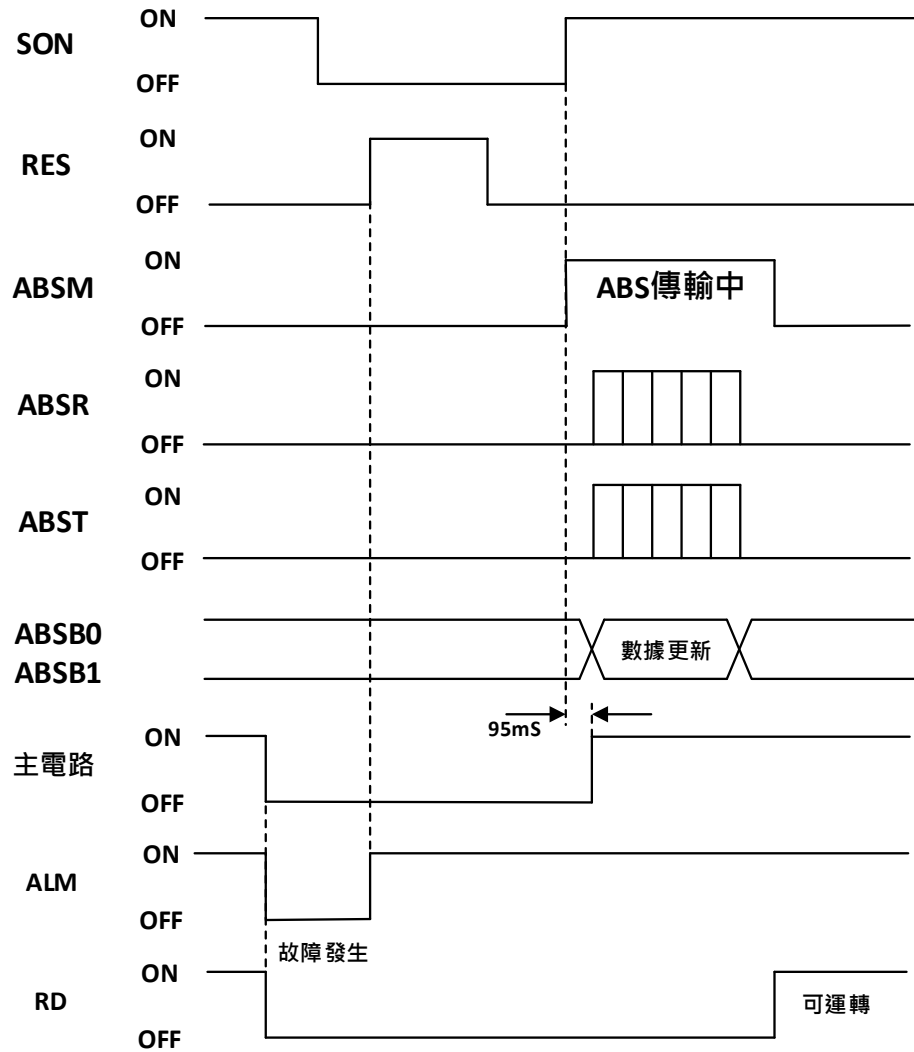 ON
SON
OFF
ON
RES
OFF
ON
ABSM
ABS傳輸中
OFF
ON
ABSR
OFF
ON
ABST
OFF
ABSB0
數據更新
ABSB1
95mS
ON
主電路
OFF
ON
ALM
OFF
故障發生
ON
RD
可運轉
OFF